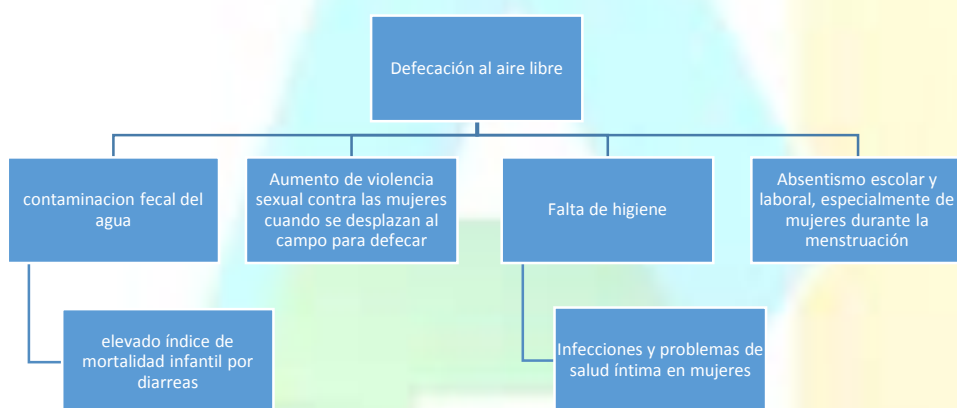 Defecación al aire libre
contaminacion fecal del
agua
Aumento de violencia
sexual contra las mujeres
cuando se desplazan al
campo para defecar
Falta de higiene
Absentismo escolar y
laboral, especialmente de
mujeres durante la
menstruación
elevado índice de
mortalidad infantil por
diarreas
Infecciones y problemas de
salud íntima en mujeres